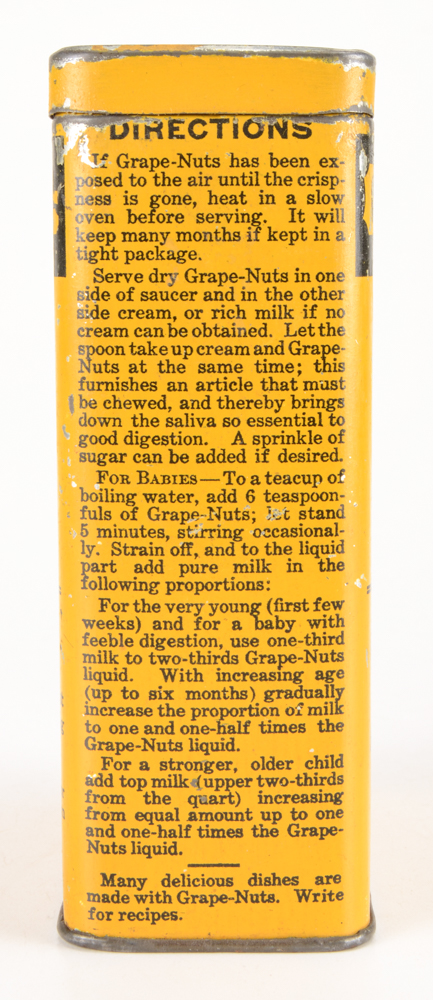 DIRECTIONS
If Grape-Nuts has been ex-
posed to the air until the crisp-
ness is gone, heat in a slow
oven before serving. It will
keep many months if kept in a
tight package.
Serve dry Grape-Nuts in one
side of saucer and in the other
side cream, or rich milk if no
cream can be obtained. Let the
spoon take up cream and Grape-
Nuts at the same time; this
furnishes an article that must
be chewed, and thereby brings
down the saliva so essential to
good digestion. A sprinkle of
sugar can be added if desired.
FOR BABIES—To a teacup of
boiling water, add 6 teaspoon-
fuls of Grape-Nuts; let stand
5 minutes, stirring occasional-
ly. Strain off, and to the liquid
part add pure milk in the
following proportions:
For the very young (first few
weeks) and for a baby with
feeble digestion, use one-third
milk to two-thirds Grape-Nuts
liquid. With increasing age
(up to six months) gradually
increase the proportion of milk
to one and one-half times the
Grape-Nuts liquid.
For a stronger, older child
add top milk (upper two-thirds
from the quart) increasing
from equal amount up to one
and one-half times the Grape-
Nuts liquid.
Many delicious dishes are
made with Grape-Nuts. Write
for recipes.